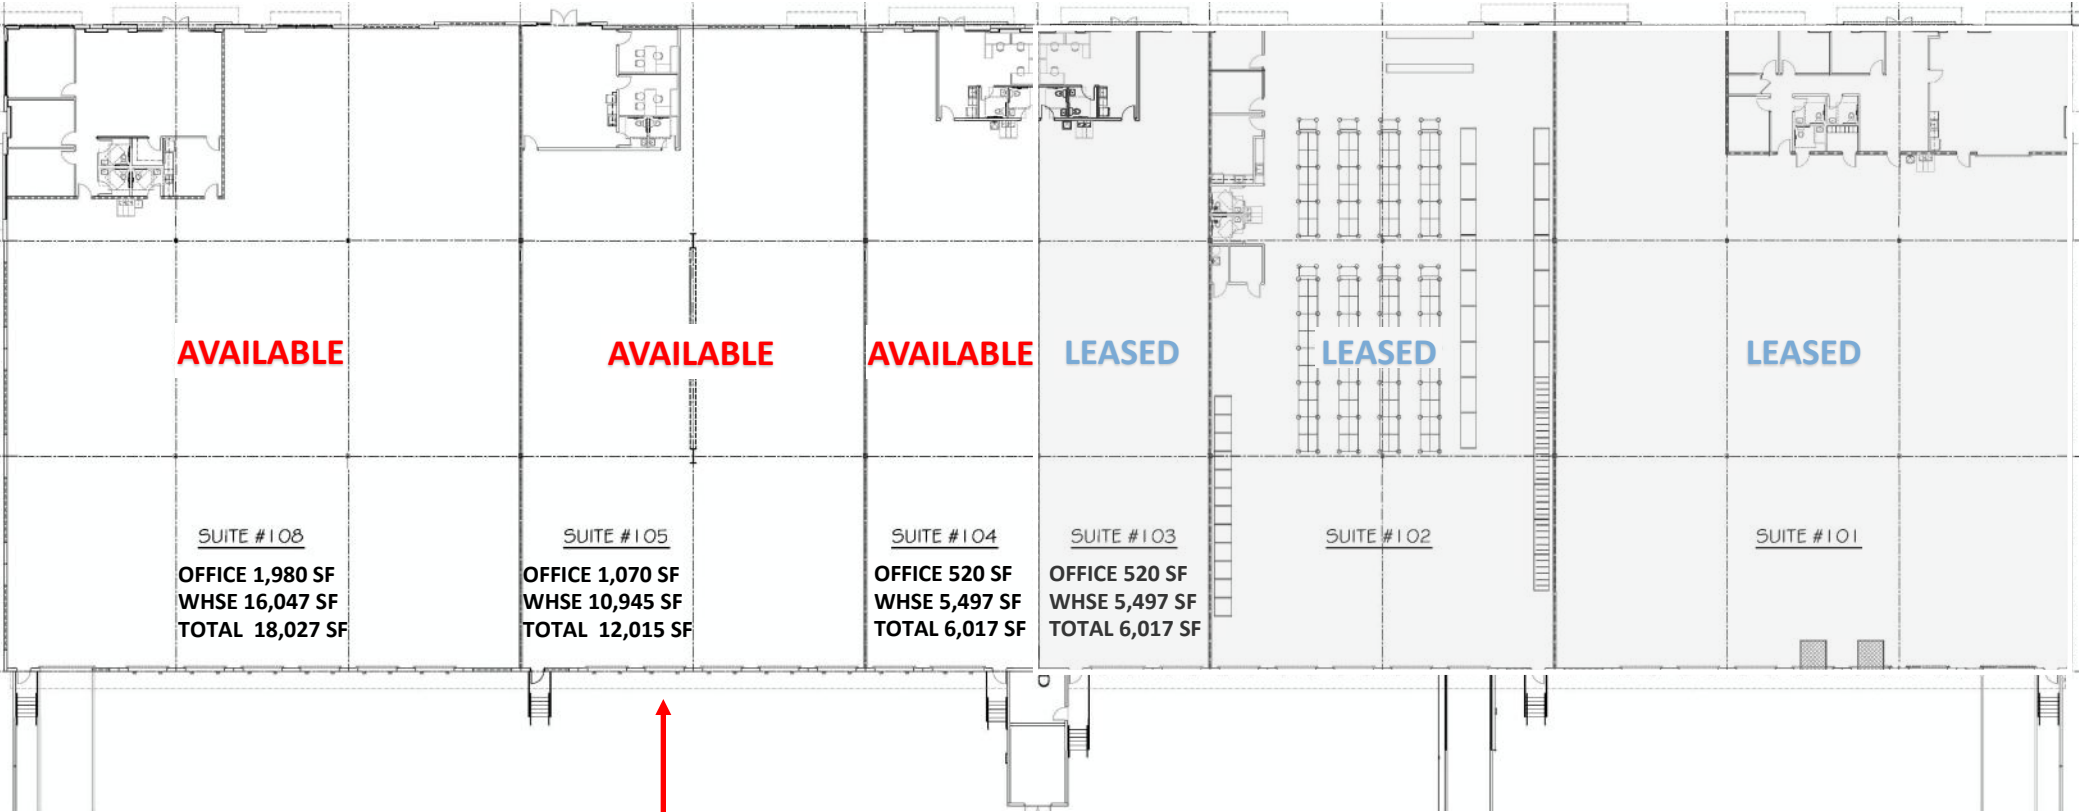 AVAILABLE
AVAILABLE
AVAILABLE
LEASED
LEASED
LEASED
SUITE #108
OFFICE 1,980 SF
WHSE 16,047 SF
TOTAL 18,027 SF
SUITE #105
OFFICE 1,070 SF
WHSE 10,945 SF
TOTAL 12,015 SF
SUITE #104
OFFICE 520 SF
WHSE 5,497 SF
TOTAL 6,017 SF
SUITE #103
OFFICE 520 SF
WHSE 5,497 SF
TOTAL 6,017 SF
SUITE #102
SUITE #101